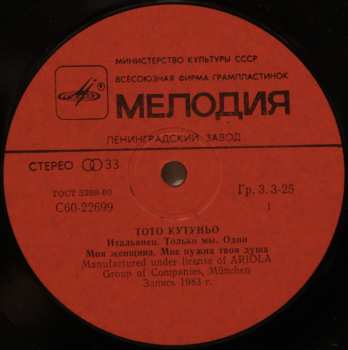 МИНИСТЕРСТВО КУЛЬТУРЫ СССР
ВСЕСОЮЗНАЯ ФИРМА ГРАМПЛАСТИНОК
МЕЛОДИЯ
ЛЕНИНГРАДСКИЙ ЗАВОД
СТЕРЕО 33
ГОСТ 5289-80
Гр. 3. 3-25
С60-22699
1
ТОТО КУТУНЬО
Итальянец. Только мы. Один
Моя женщина. Мне нужна твоя душа
Manufactured under license of ARIOLA
Group of Companies, München
Запись 1983 г.